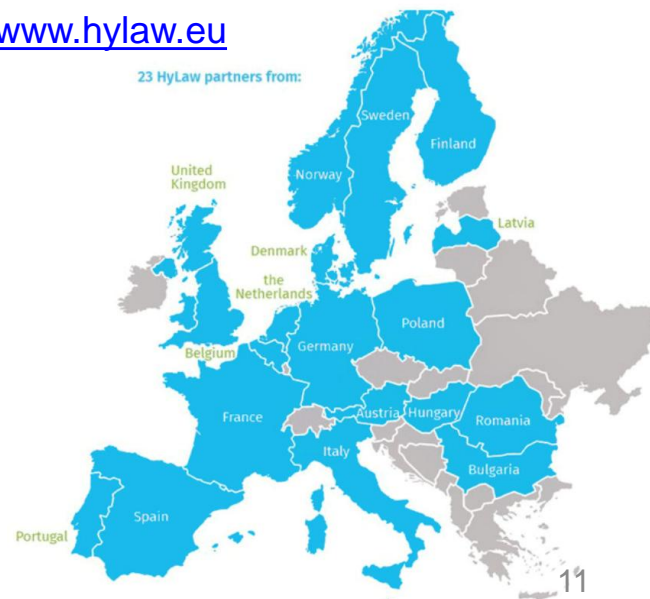 www.hylaw.eu
23 HyLaw partners from:
Sweden
Finland
Norway
United
Kingdom
Latvia
Denmark
the
Netherlands
Poland
Belgium
Germany
France
Austria
Hungary
Romania
Italy
Bulgaria
Spain
Portugal
11